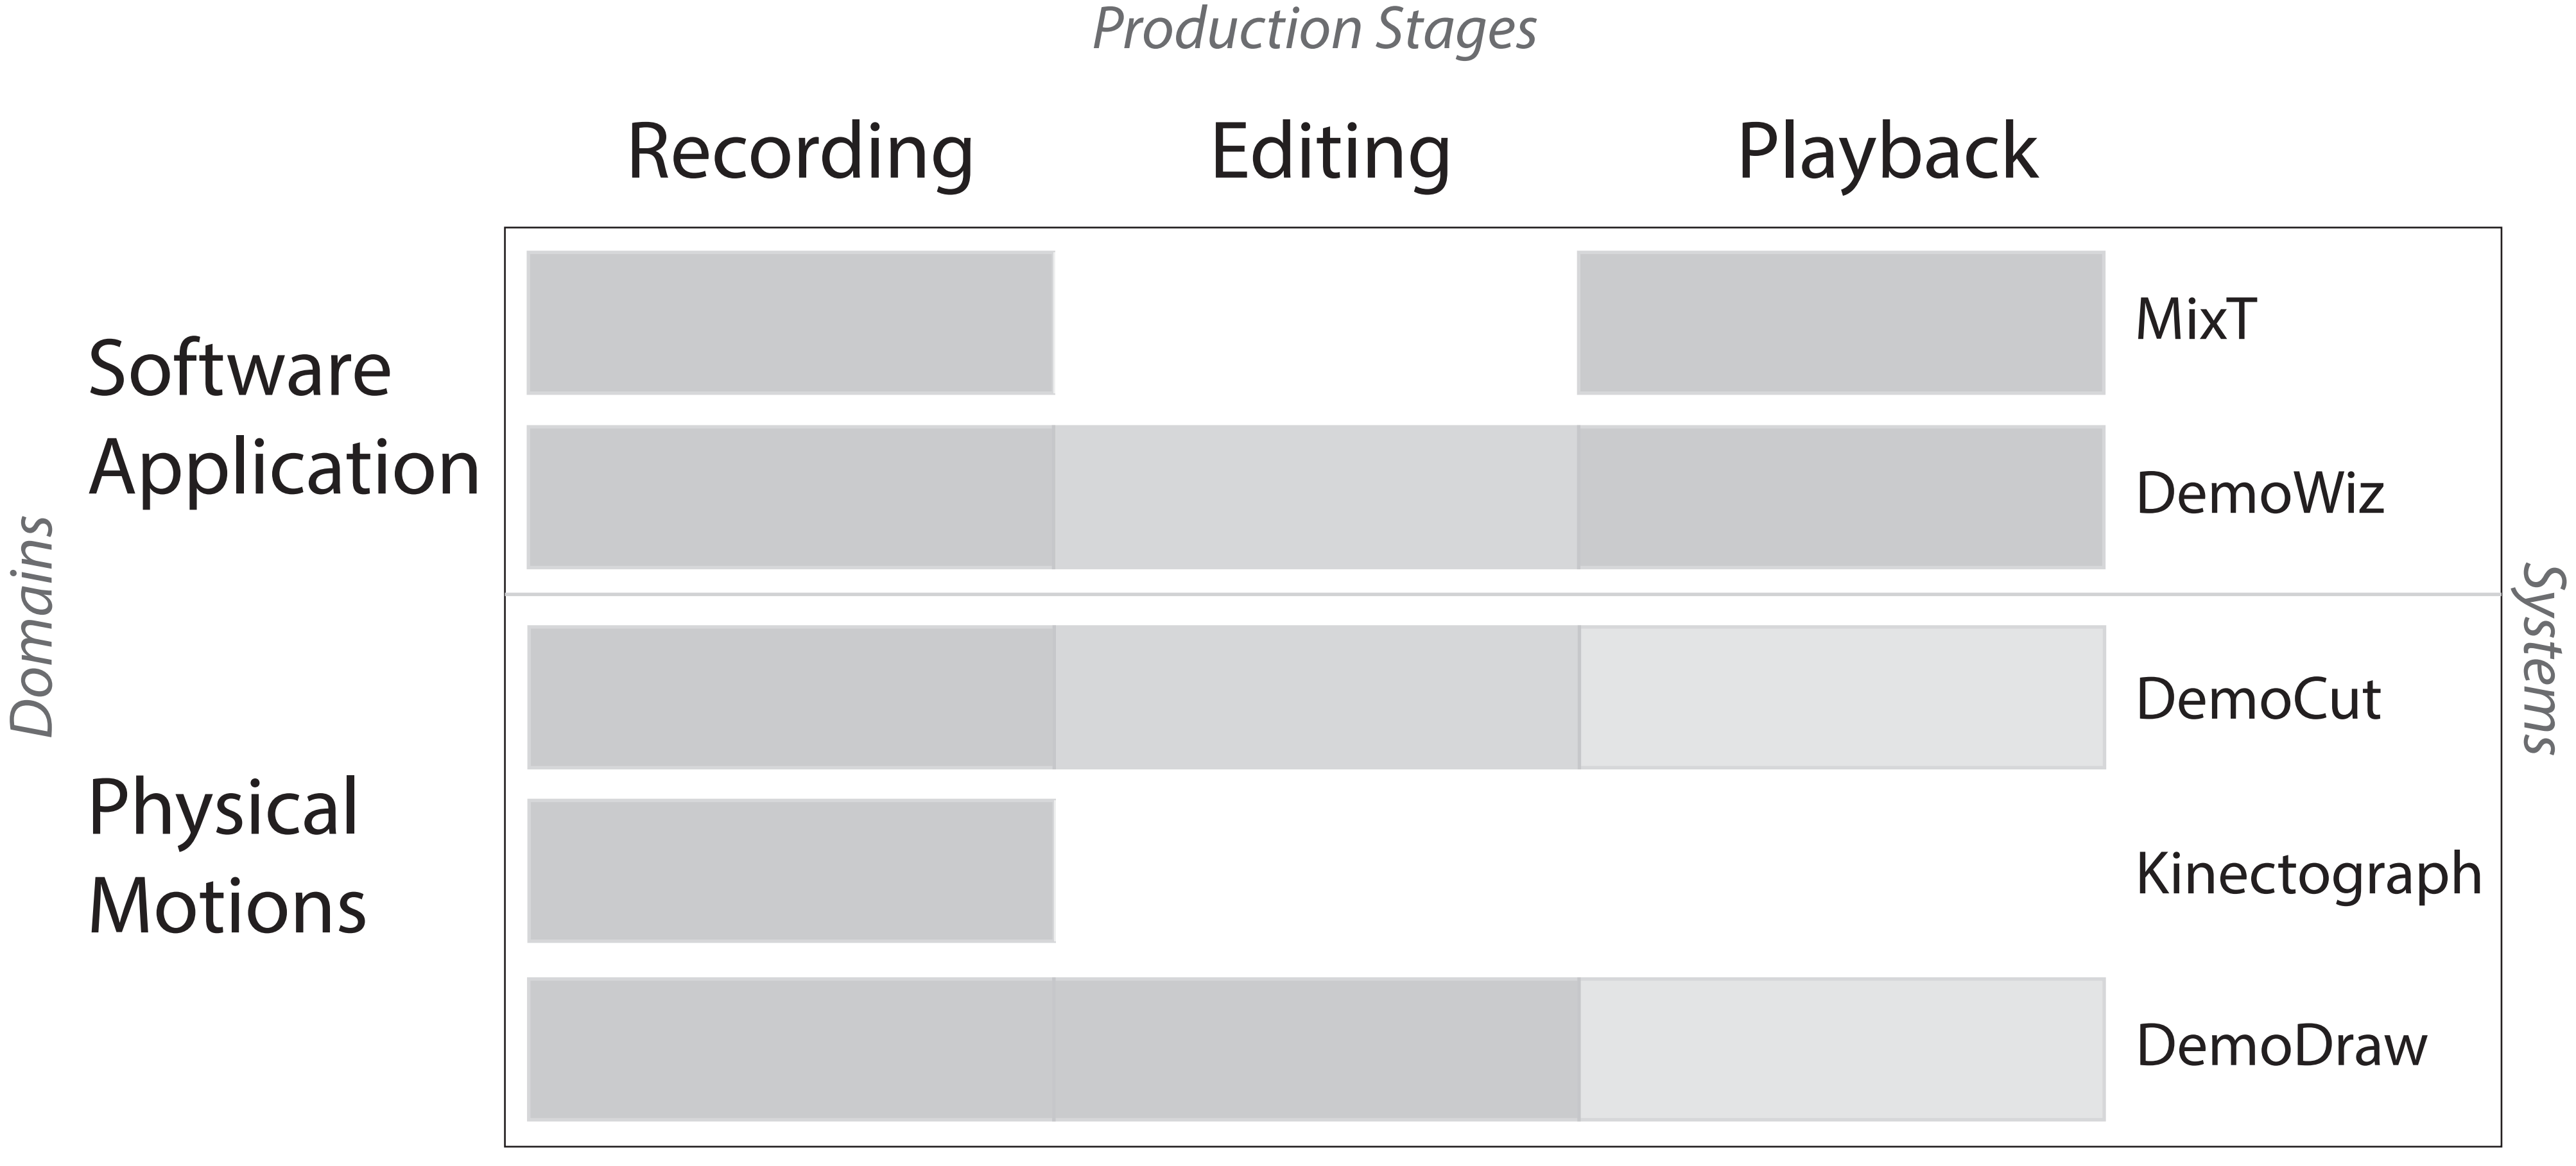 Production Stages
Recording Editing Playback
Domains
Software
Application
Physical
Motions
MixT
DemoWiz
DemoCut
Kinectograph
DemoDraw
Systems